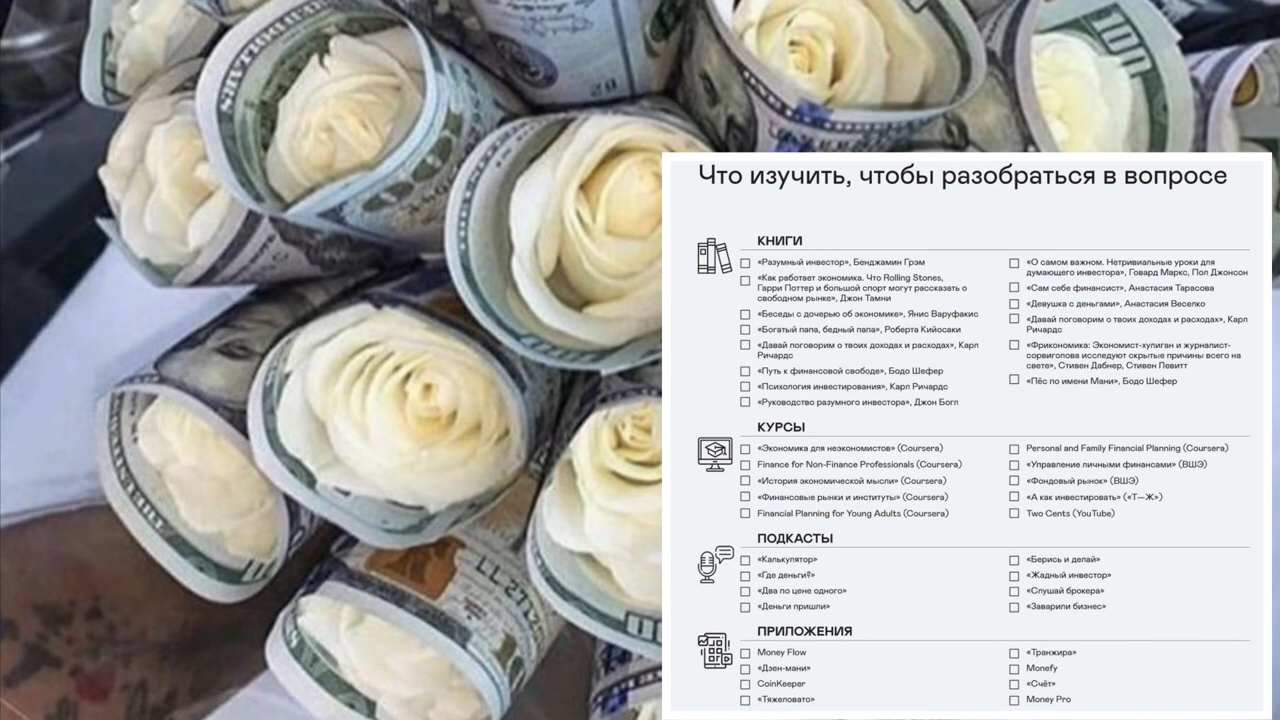 Что изучить, чтобы разобраться в вопросе
КНИГИ
«Разумный инвестор», Бенджамин Грэм
«Как работает экономика. Что Rolling Stones,
Гарри Поттер и большой спорт могут рассказать о
свободном рынке», Джон Тамни
«Беседы с дочерью об экономике», Янис Варуфакис
«Богатый папа, бедный папа», Роберта Кийосаки
«Давай поговорим о твоих доходах и расходах», Карл
Ричардс
«Путь к финансовой свободе», Бодо Шефер
«Психология инвестирования», Карл Ричардс
«Руководство разумного инвестора», Джон Богл
«О самом важном. Нетривиальные уроки для
думающего инвестора», Говард Маркс, Пол Джонсон
«Сам себе финансист», Анастасия Тарасова
«Девушка с деньгами», Анастасия Веселко
«Давай поговорим о твоих доходах и расходах», Карл
Ричардс
«Фрикономика: Экономист-хулиган и журналист-
сорвиголова исследуют скрытые причины всего на
свете», Стивен Дабнер, Стивен Левитт
«Пёс по имени Мани», Бодо Шефер
КУРСЫ
«Экономика для неэкономистов» (Coursera)
Finance for Non-Finance Professionals (Coursera)
«История экономической мысли» (Coursera)
«Финансовые рынки и институты» (Coursera)
Financial Planning for Young Adults (Coursera)
Personal and Family Financial Planning (Coursera)
«Управление личными финансами» (ВШЭ)
«Фондовый рынок» (ВШЭ)
«А как инвестировать» («Т—Ж»)
Two Cents (YouTube)
ПОДКАСТЫ
«Калькулятор»
«Где деньги?»
«Два по цене одного»
«Деньги пришли»
«Берись и делай»
«Жадный инвестор»
«Слушай брокера»
«Заварили бизнес»
ПРИЛОЖЕНИЯ
Money Flow
«Дзен-мани»
CoinKeeper
«Тяжеловато»
«Транжира»
Monefy
«Счёт»
Money Pro